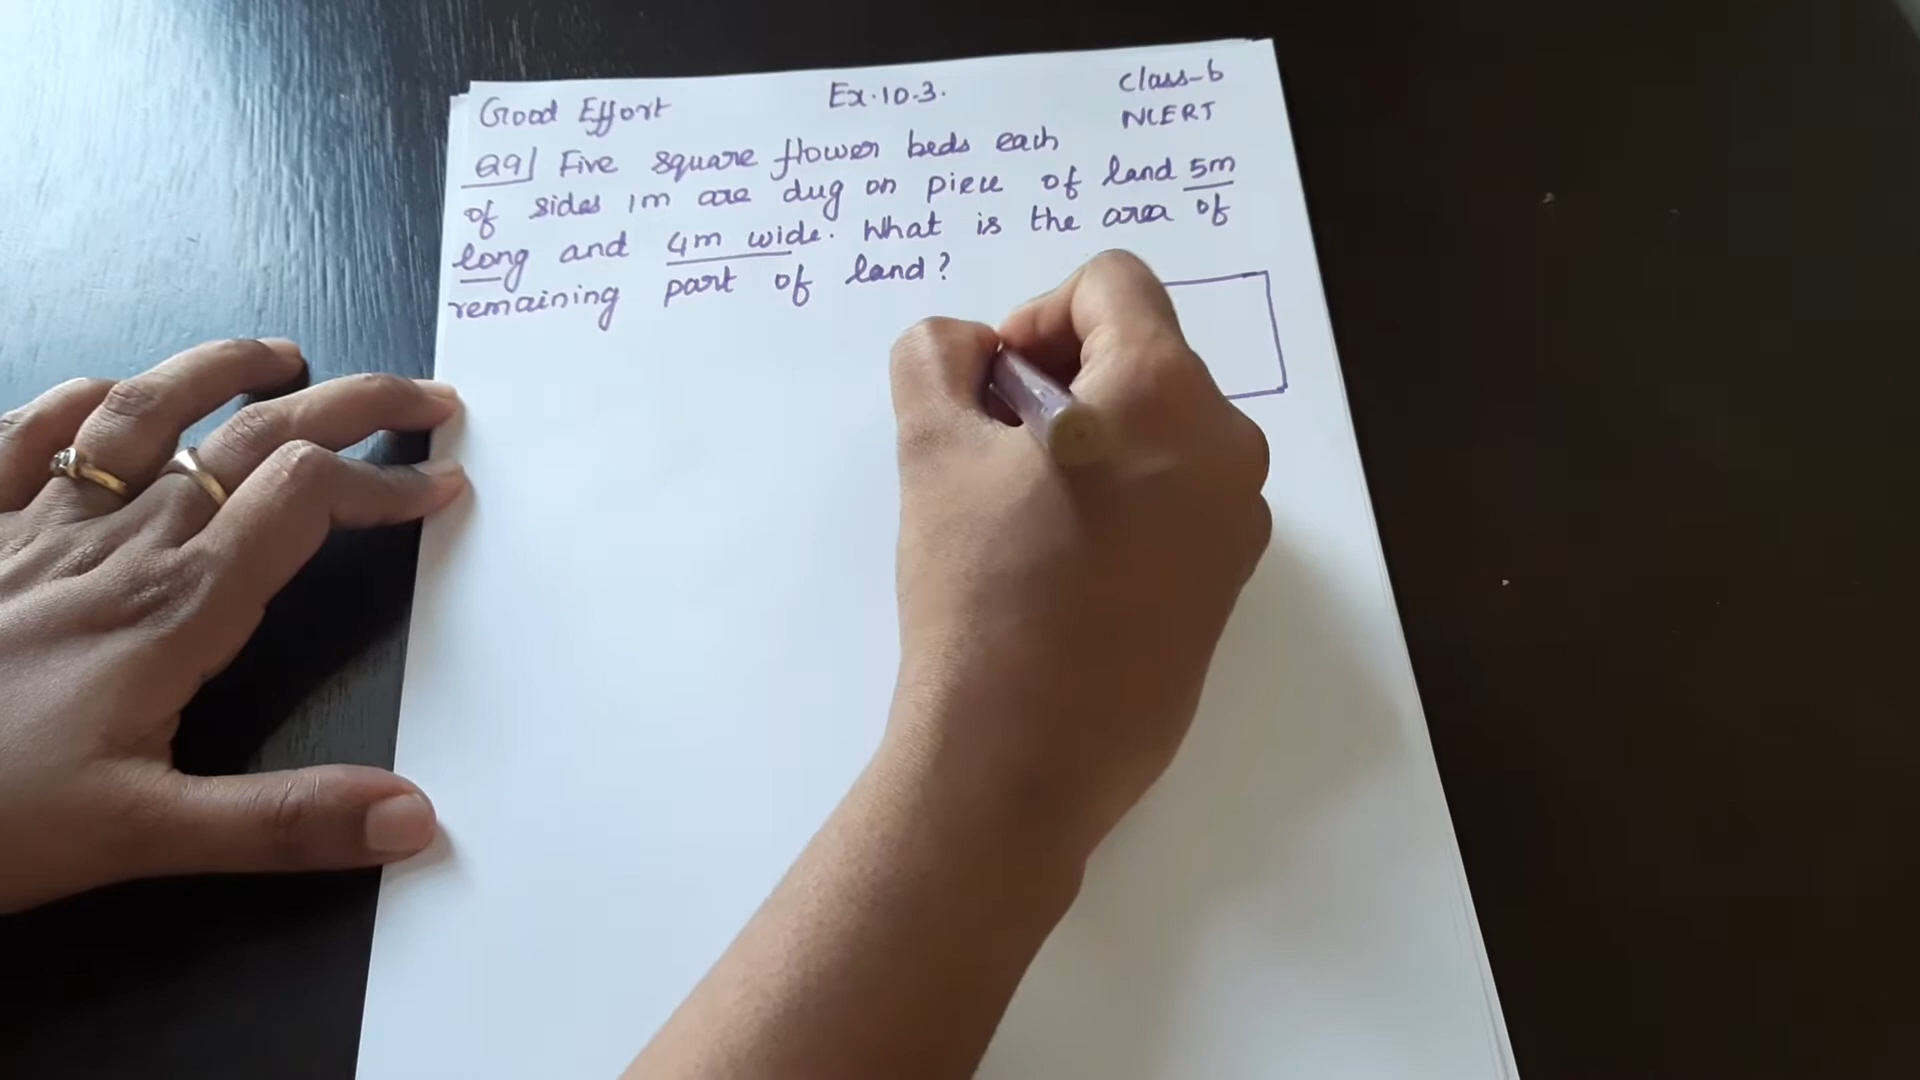 Good Effort
Ex.10.3.
Class-6
NCERT
Q9| Five square flower beds each
of sides 1m are dug on piece of land 5m
long and 4m wide. What is the area of
remaining part of land?